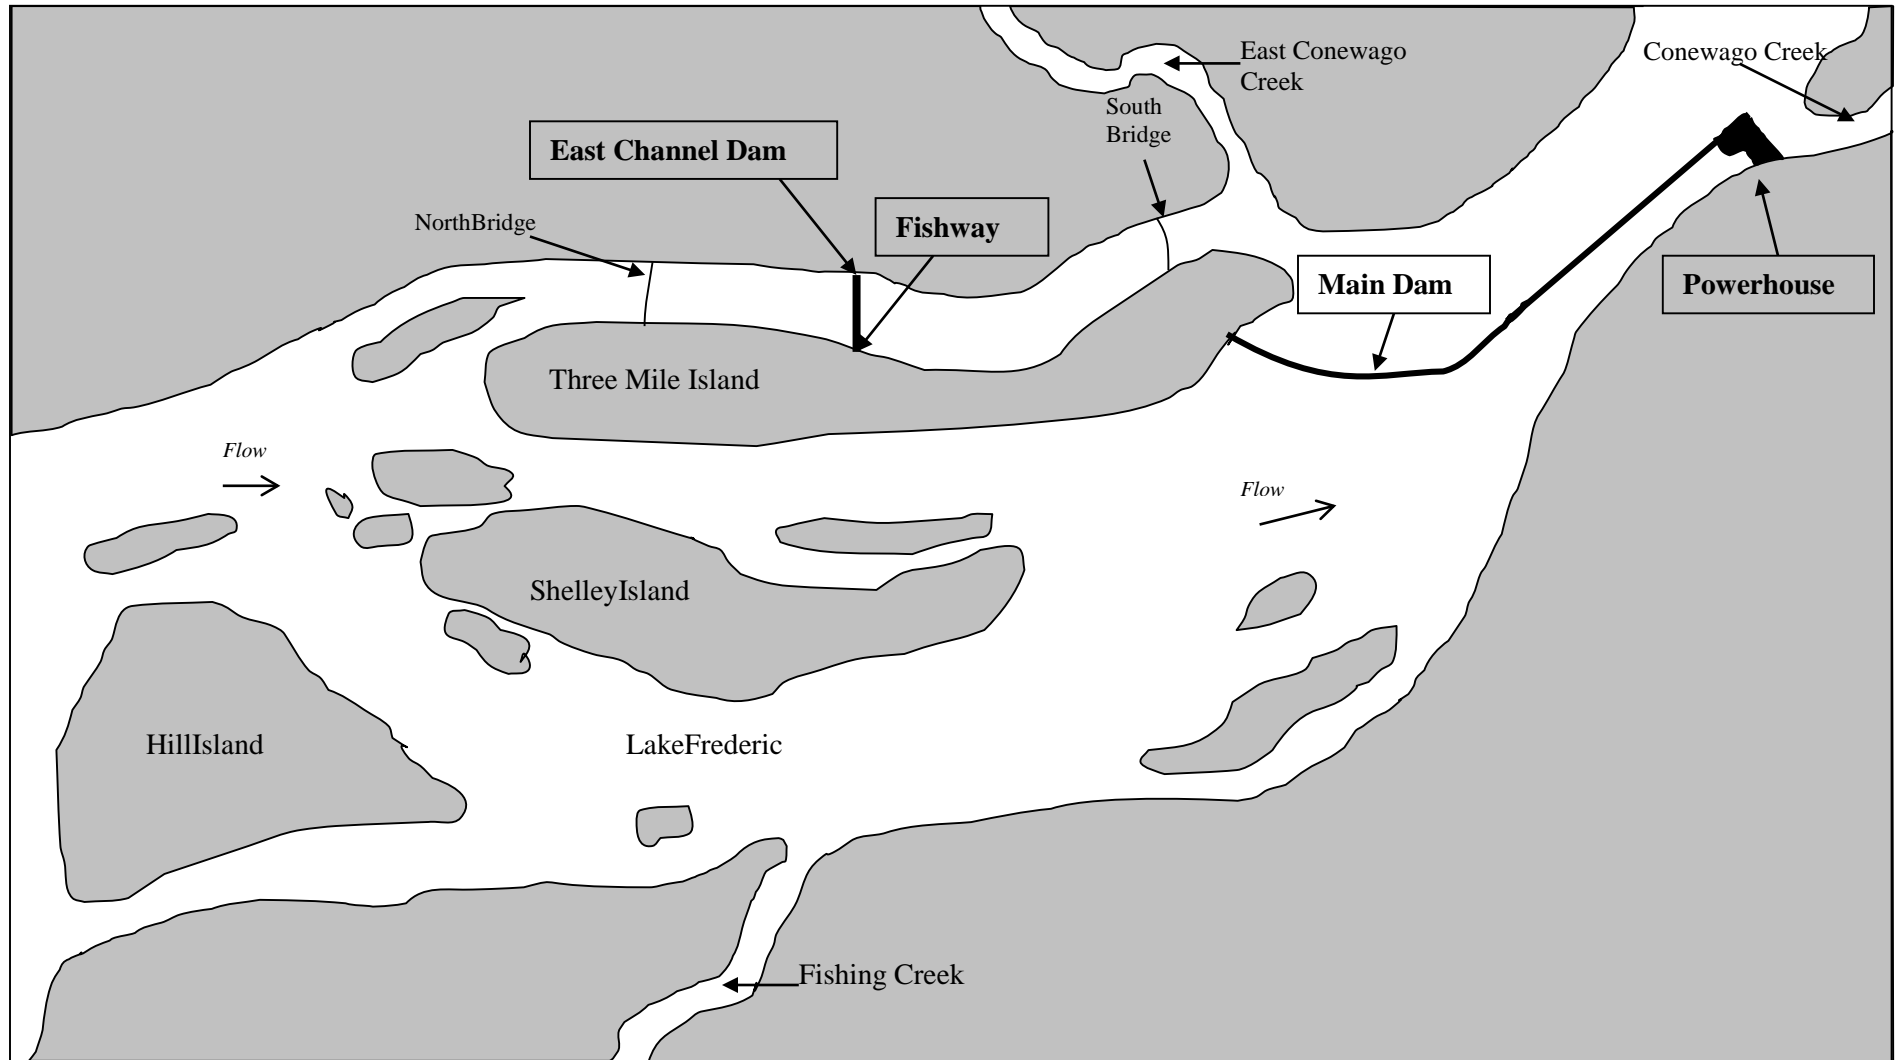 East Conewago
Creek
Conewago Creek
South
Bridge
East Channel Dam
NorthBridge
Fishway
Main Dam
Powerhouse
Three Mile Island
Flow
Flow
ShelleyIsland
HillIsland
LakeFrederic
Fishing Creek